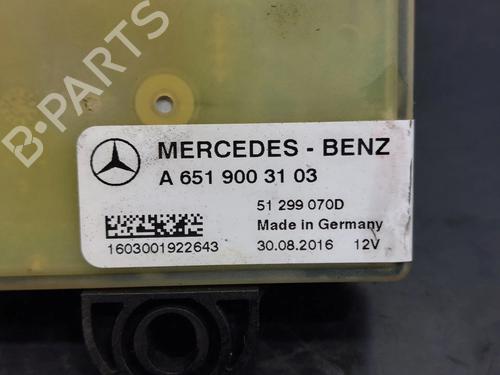 B-PARTS
MERCEDES - BENZ
A 651 900 31 03
51 299 070D
Made in Germany
1603001922643
30.08.2016 12V